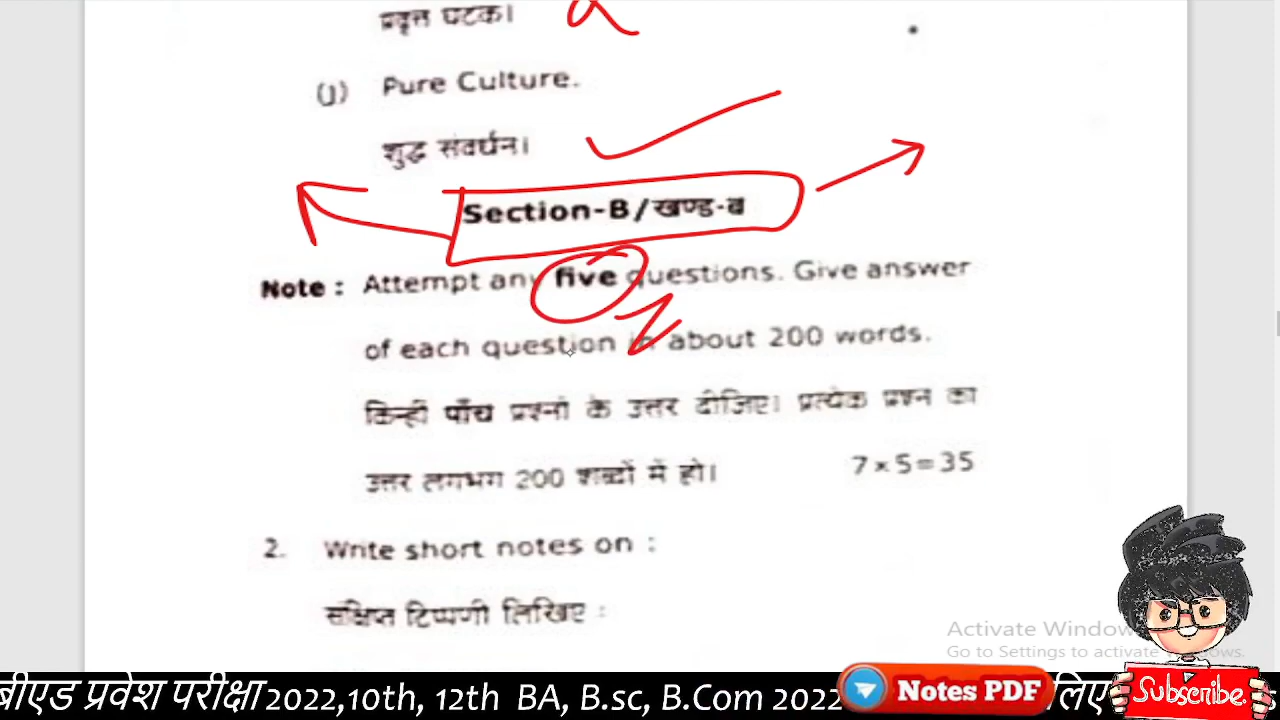 प्रवृत्त घटक।
(J) Pure Culture.
शुद्ध संवर्धन।
Section-B/खण्ड-ब
Note : Attempt any five questions. Give answer
of each question in about 200 words.
किन्हीं पाँच प्रश्नों के उत्तर दीजिए। प्रत्येक प्रश्न का
उत्तर लगभग 200 शब्दों में हो। 7×5=35
2. Write short notes on :
संक्षिप्त टिप्पणी लिखिए :
Activate Windows
Go to Settings to activate Windows.
बीएड प्रवेश परीक्षा 2022,10th, 12th BA, B.sc, B.Com 2022
Notes PDF
लिए
Subscribe.